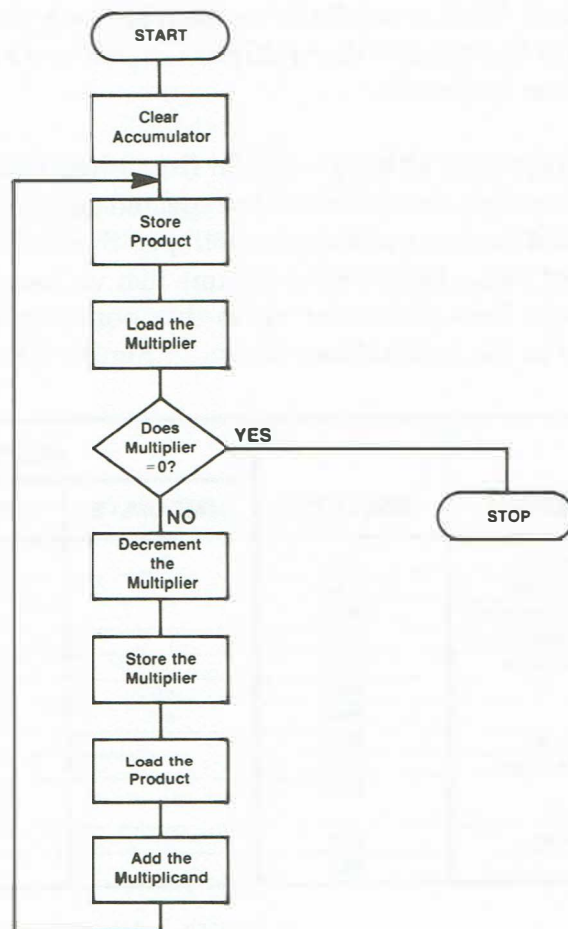 START
Clear
Accumulator
Store
Product
Load the
Multiplier
Does
Multiplier
=0?
YES
STOP
NO
Decrement
the
Multiplier
Store the
Multiplier
Load the
Product
Add the
Multiplicand